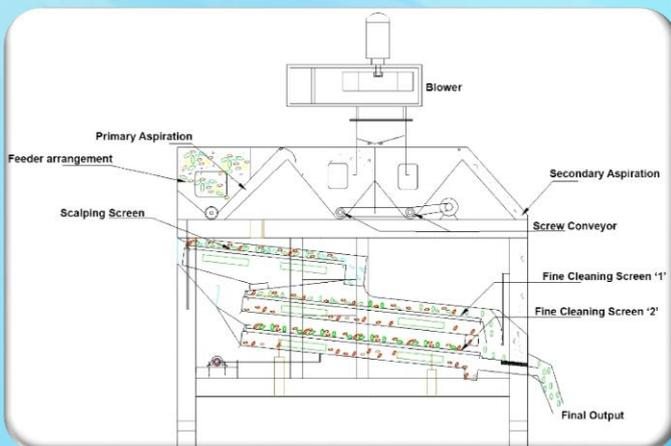 Blower
Primary Aspiration
Feeder arrangement
Secondary Aspiration
Scalping Screen
Screw Conveyor
Fine Cleaning Screen ‘1’
Fine Cleaning Screen ‘2’
Final Output